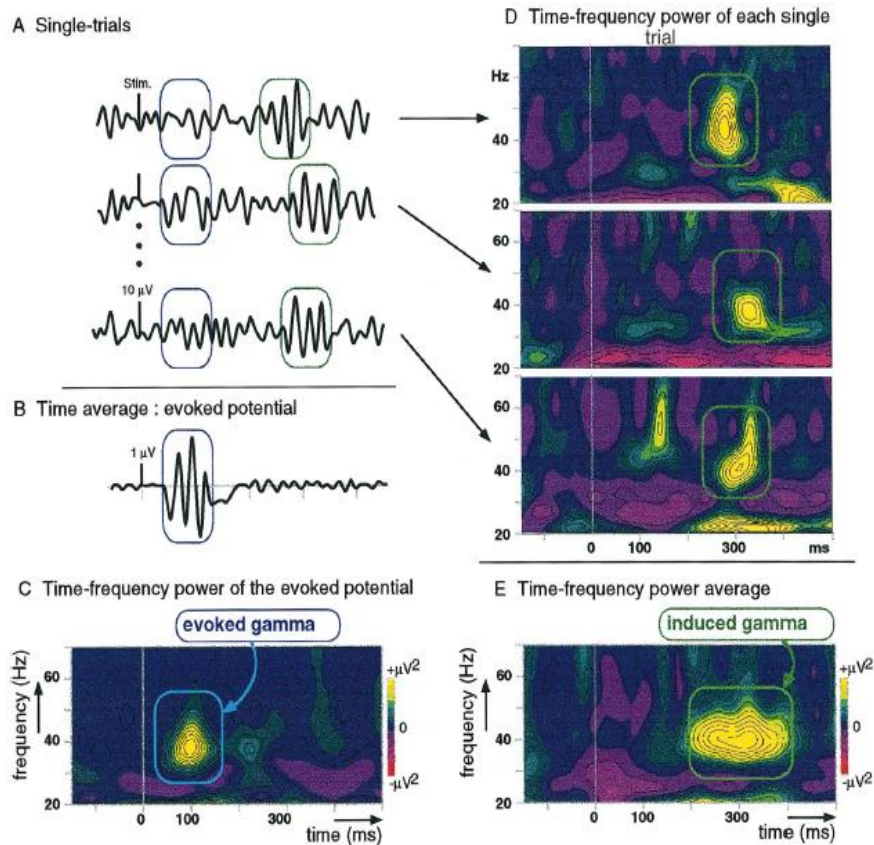 A Single-trials
Stim.
10 µV
B Time average : evoked potential
1 µV
C Time-frequency power of the evoked potential
evoked gamma
frequency (Hz)
60
40
20
0
100
300
time (ms)
+µV2
0
-µV2
D Time-frequency power of each single
trial
Hz
40
20
60
40
20
60
40
20
0
100
300
ms
E Time-frequency power average
induced gamma
frequency (Hz)
60
40
20
0
100
300
time (ms)
+µV2
0
-µV2